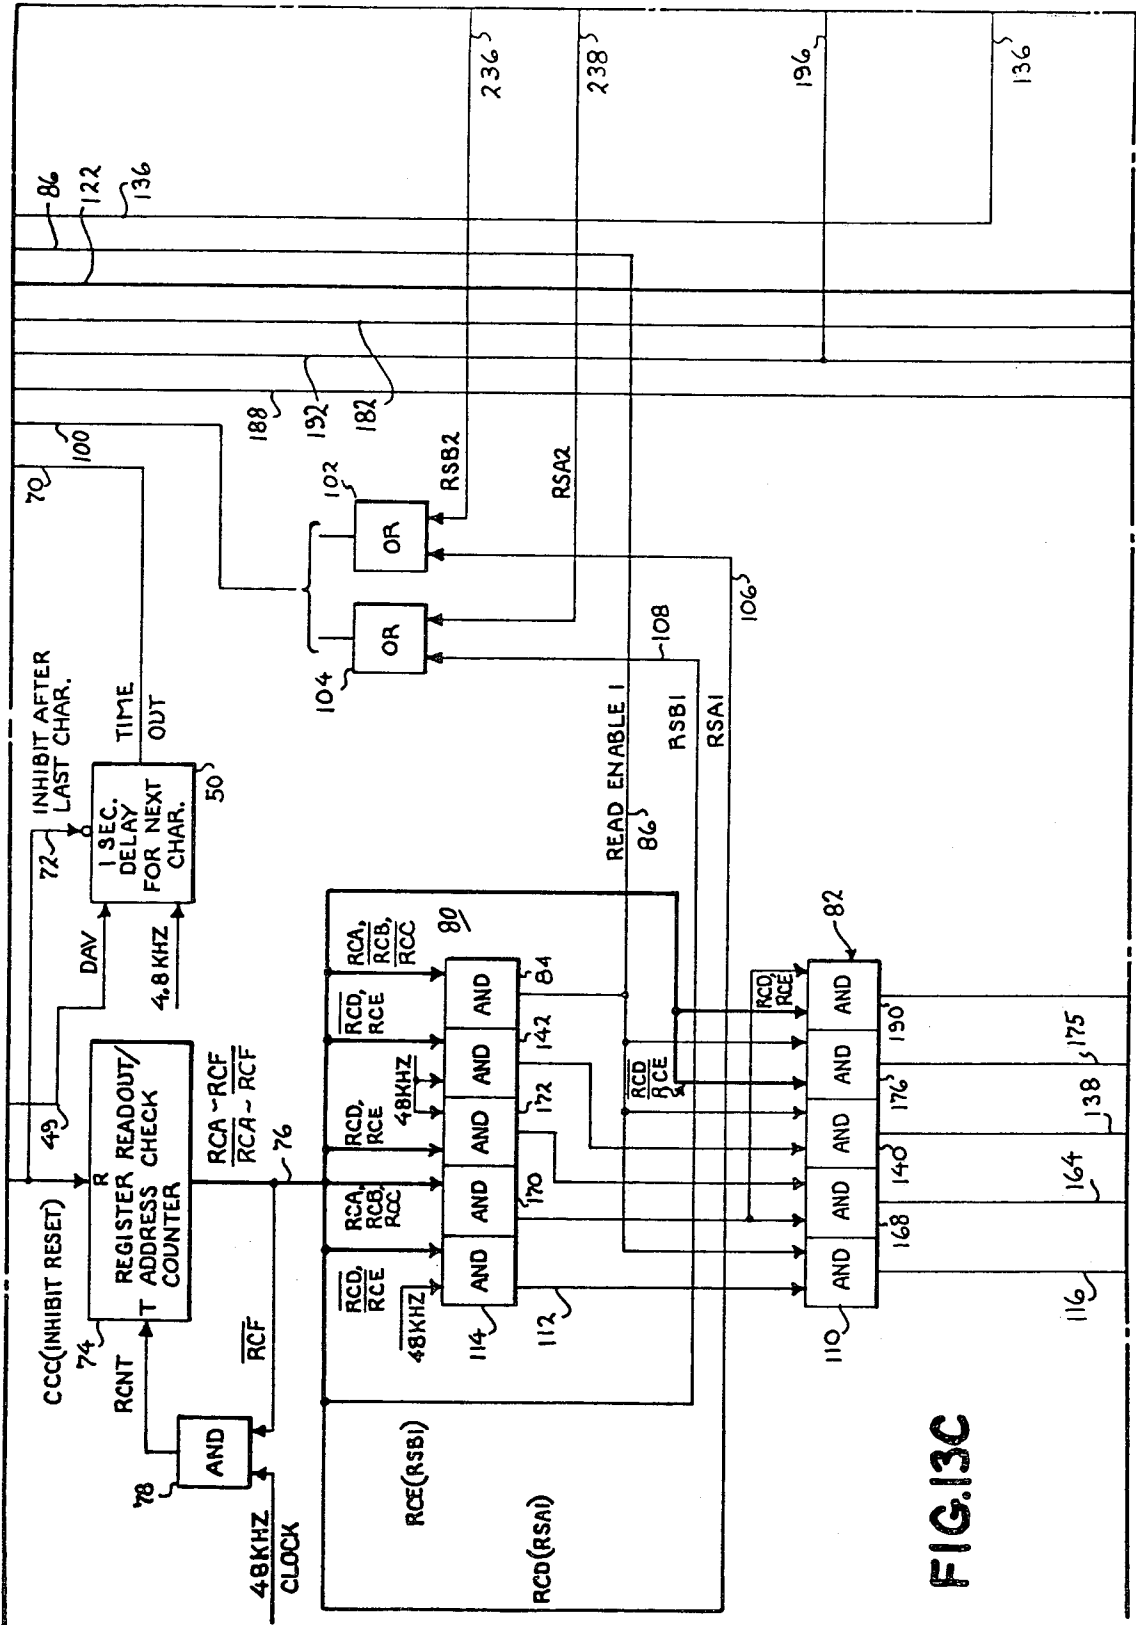 CCC(INHIBIT RESET)
74
RCNT
R
T
REGISTER READOUT/
ADDRESS CHECK
COUNTER
49
72
INHIBIT AFTER
LAST CHAR.
DAV
4.8KHZ
1 SEC.
DELAY
FOR NEXT
CHAR.
50
TIME
OUT
70
100
188
192
182
86
122
136
236
238
196
136
78
AND
48KHZ
CLOCK
RCF
RCA~RCF
RCA~RCF
76
104
OR
102
OR
RSB2
RSA2
108
106
READ ENABLE 1
86
RSB1
RSA1
RCE(RSB1)
RCD(RSA1)
48KHZ
RCD,
RCE
RCA,
RCB,
RCC
RCD,
RCE
48KHZ
RCD,
RCE
RCA,
RCB,
RCC
80
AND
AND
AND
AND
AND
114
112
170
172
142
84
RCD
RCE
RCD,
RCE
82
AND
AND
AND
AND
AND
110
168
140
176
190
116
164
138
175
FIG.13C